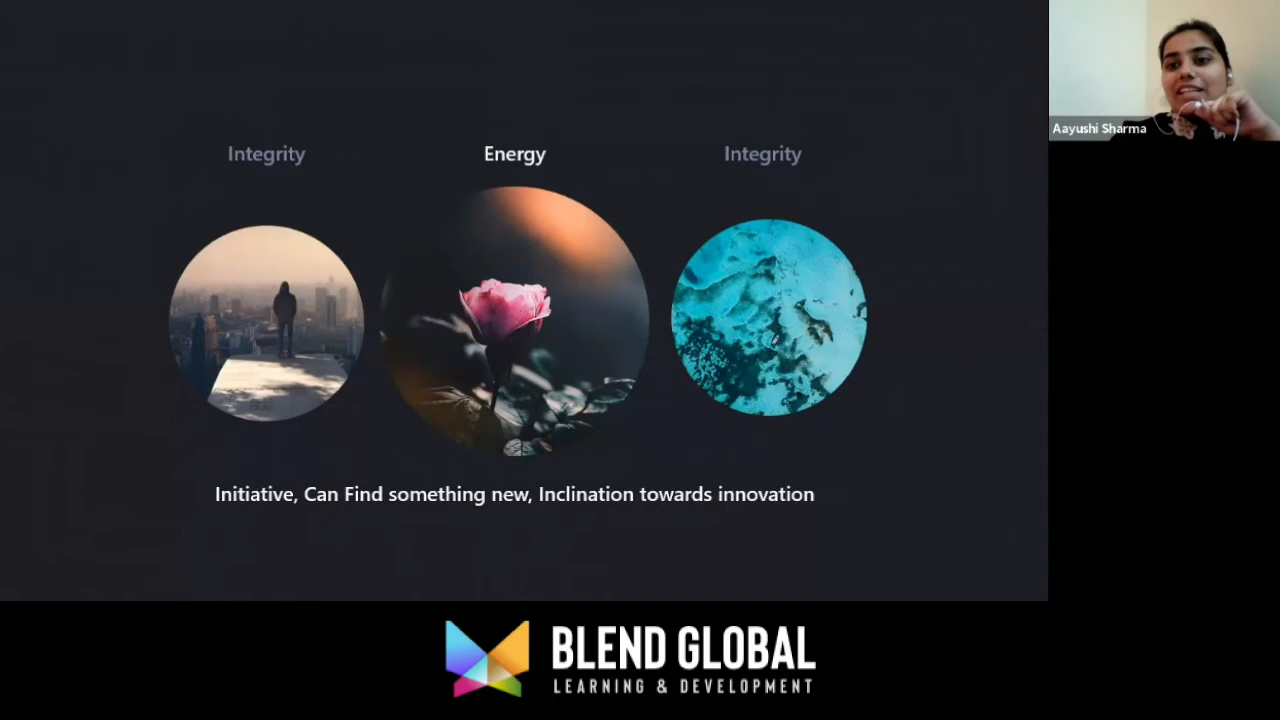 Integrity
Energy
Integrity
Aayushi Sharma
Initiative, Can Find something new, Inclination towards innovation
BLEND GLOBAL
LEARNING & DEVELOPMENT